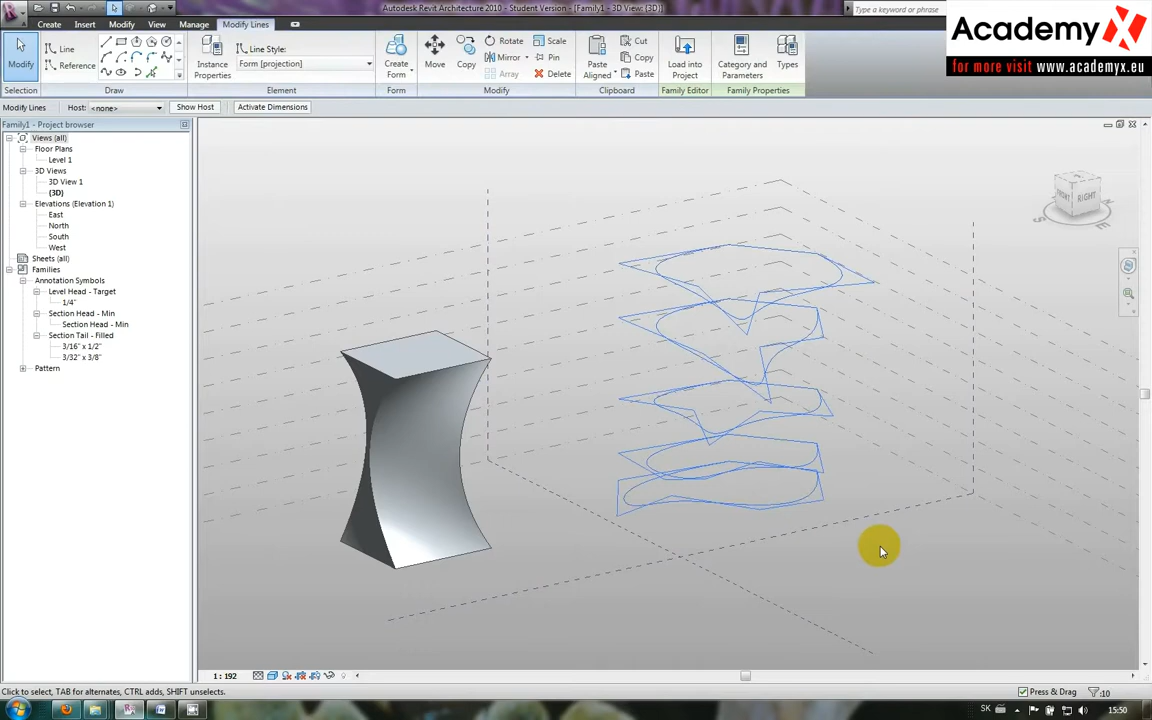 Autodesk Revit Architecture 2010 - Student Version - [Family1 - 3D View: {3D}]
Type a keyword or phrase
AcademyX
for more visit www.academyx.eu
Create Insert Modify View Manage Modify Lines
Modify
Line
Reference
Instance Properties
Line Style:
Form [projection]
Create Form
Move
Copy
Rotate
Mirror
Array
Scale
Pin
Delete
Paste Aligned
Cut
Copy
Paste
Load into Project
Category and Parameters
Types
Selection Draw Element Form Modify Clipboard Family Editor Family Properties
Modify Lines Host: <none> Show Host Activate Dimensions
Family1 - Project browser
Views (all)
Floor Plans
Level 1
3D Views
3D View 1
{3D}
Elevations (Elevation 1)
East
North
South
West
Sheets (all)
Families
Annotation Symbols
Level Head - Target
1/4"
Section Head - Min
Section Head - Min
Section Tail - Filled
3/16" x 1/2"
3/32" x 3/8"
Pattern
FRONT RIGHT
S E
1 : 192
Click to select, TAB for alternates, CTRL adds, SHIFT unselects.
Press & Drag
:10
SK
15:50